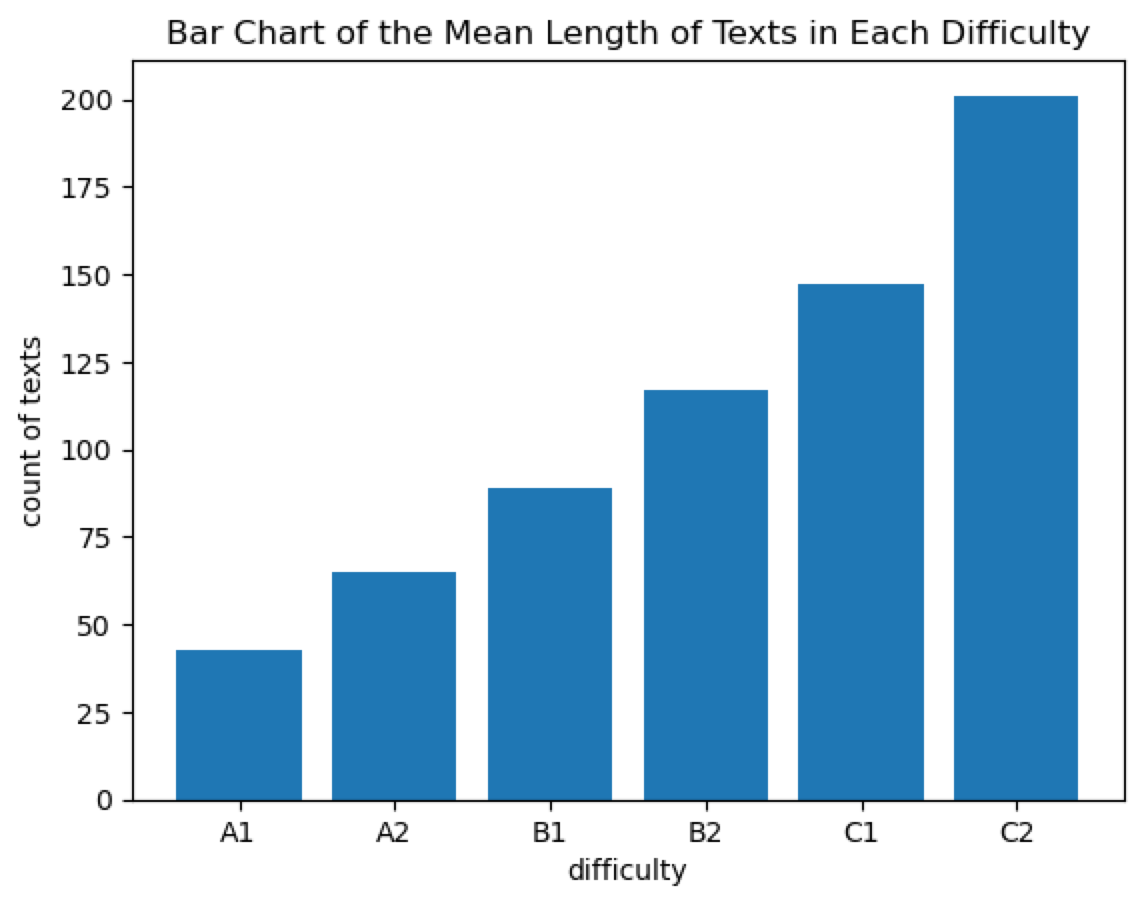 Bar Chart of the Mean Length of Texts in Each Difficulty
count of texts
200
175
150
125
100
75
50
25
0
A1 A2 B1 B2 C1 C2
difficulty